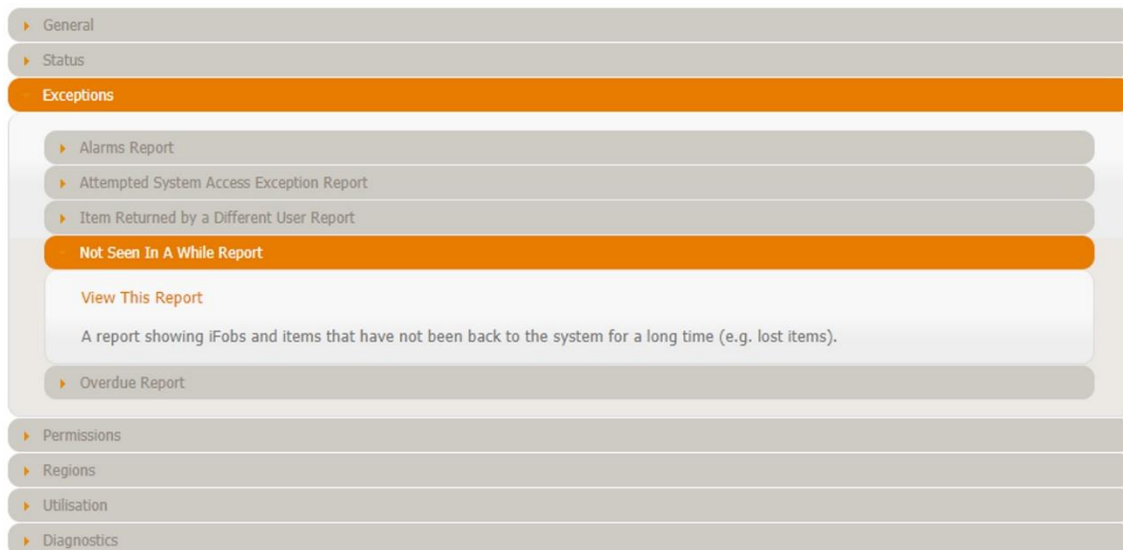 General
Status
Exceptions
Alarms Report
Attempted System Access Exception Report
Item Returned by a Different User Report
Not Seen In A While Report
View This Report
A report showing iFobs and items that have not been back to the system for a long time (e.g. lost items).
Overdue Report
Permissions
Regions
Utilisation
Diagnostics